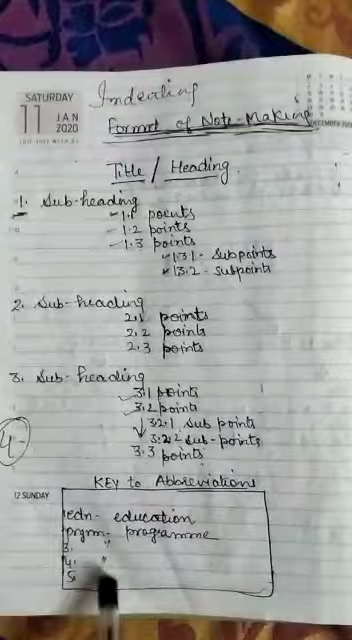 SATURDAY
11 JAN
2020
Indenting
Format of Note-Making
DECEMBER
Title / Heading
1. Sub-heading
- 1.1 points
- 1.2 points
- 1.3 points
1.3.1 - Subpoints
1.3.2 - subpoints
2. Sub-heading
2.1 points
2.2 points
2.3 points
3. Sub-heading
3.1 points
3.2 points
3.2.1 sub points
3.2.2 sub-points
3.3 points
4-
KEY to Abbreviations
12 SUNDAY
edn - education
prgrm - programme
3. "
4. "
5.